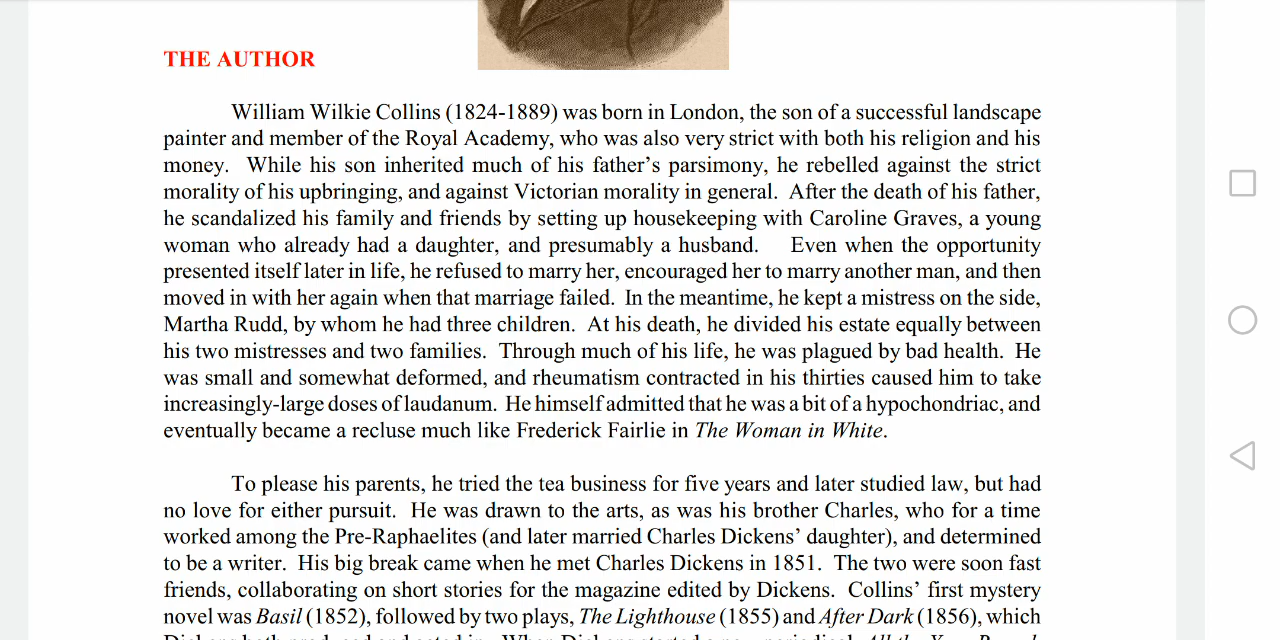 THE AUTHOR
William Wilkie Collins (1824-1889) was born in London, the son of a successful landscape
painter and member of the Royal Academy, who was also very strict with both his religion and his
money. While his son inherited much of his father’s parsimony, he rebelled against the strict
morality of his upbringing, and against Victorian morality in general. After the death of his father,
he scandalized his family and friends by setting up housekeeping with Caroline Graves, a young
woman who already had a daughter, and presumably a husband. Even when the opportunity
presented itself later in life, he refused to marry her, encouraged her to marry another man, and then
moved in with her again when that marriage failed. In the meantime, he kept a mistress on the side,
Martha Rudd, by whom he had three children. At his death, he divided his estate equally between
his two mistresses and two families. Through much of his life, he was plagued by bad health. He
was small and somewhat deformed, and rheumatism contracted in his thirties caused him to take
increasingly-large doses of laudanum. He himself admitted that he was a bit of a hypochondriac, and
eventually became a recluse much like Frederick Fairlie in The Woman in White.
To please his parents, he tried the tea business for five years and later studied law, but had
no love for either pursuit. He was drawn to the arts, as was his brother Charles, who for a time
worked among the Pre-Raphaelites (and later married Charles Dickens’ daughter), and determined
to be a writer. His big break came when he met Charles Dickens in 1851. The two were soon fast
friends, collaborating on short stories for the magazine edited by Dickens. Collins’ first mystery
novel was Basil (1852), followed by two plays, The Lighthouse (1855) and After Dark (1856), which